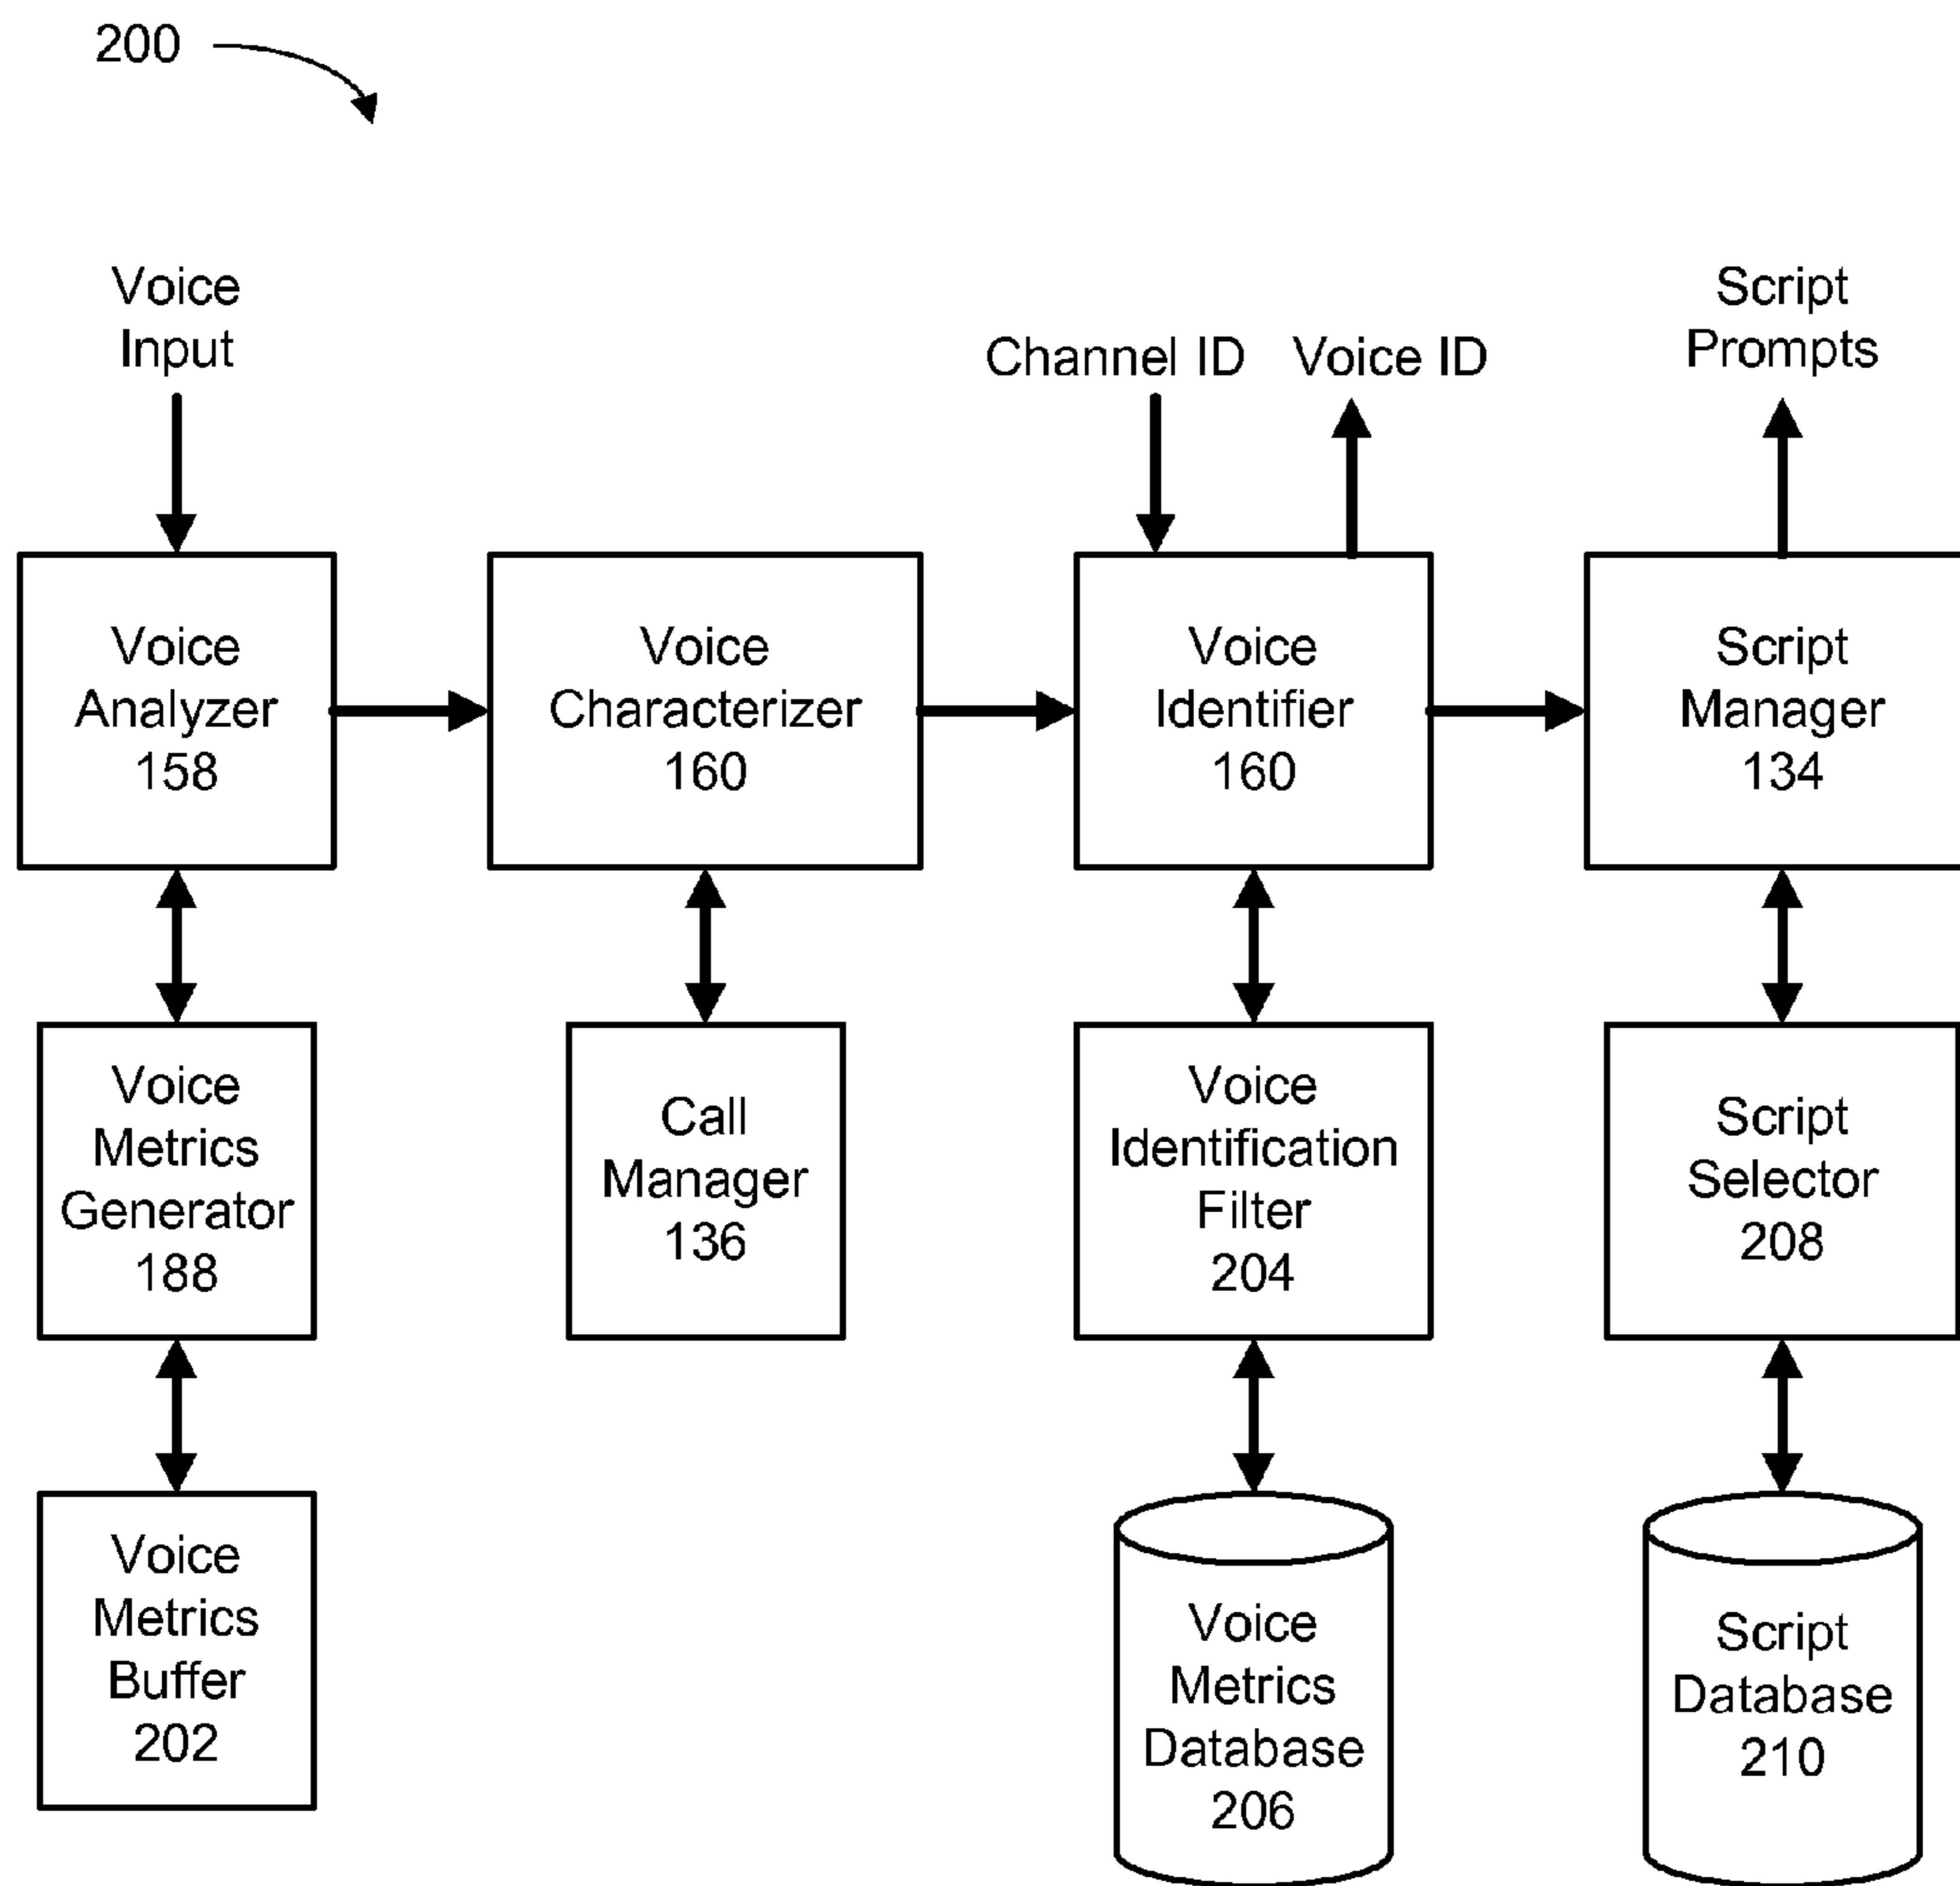 200
Voice
Input
Channel ID
Voice ID
Script
Prompts
Voice
Analyzer
158
Voice
Characterizer
160
Voice
Identifier
160
Script
Manager
134
Voice
Metrics
Generator
188
Call
Manager
136
Voice
Identification
Filter
204
Script
Selector
208
Voice
Metrics
Buffer
202
Voice
Metrics
Database
206
Script
Database
210